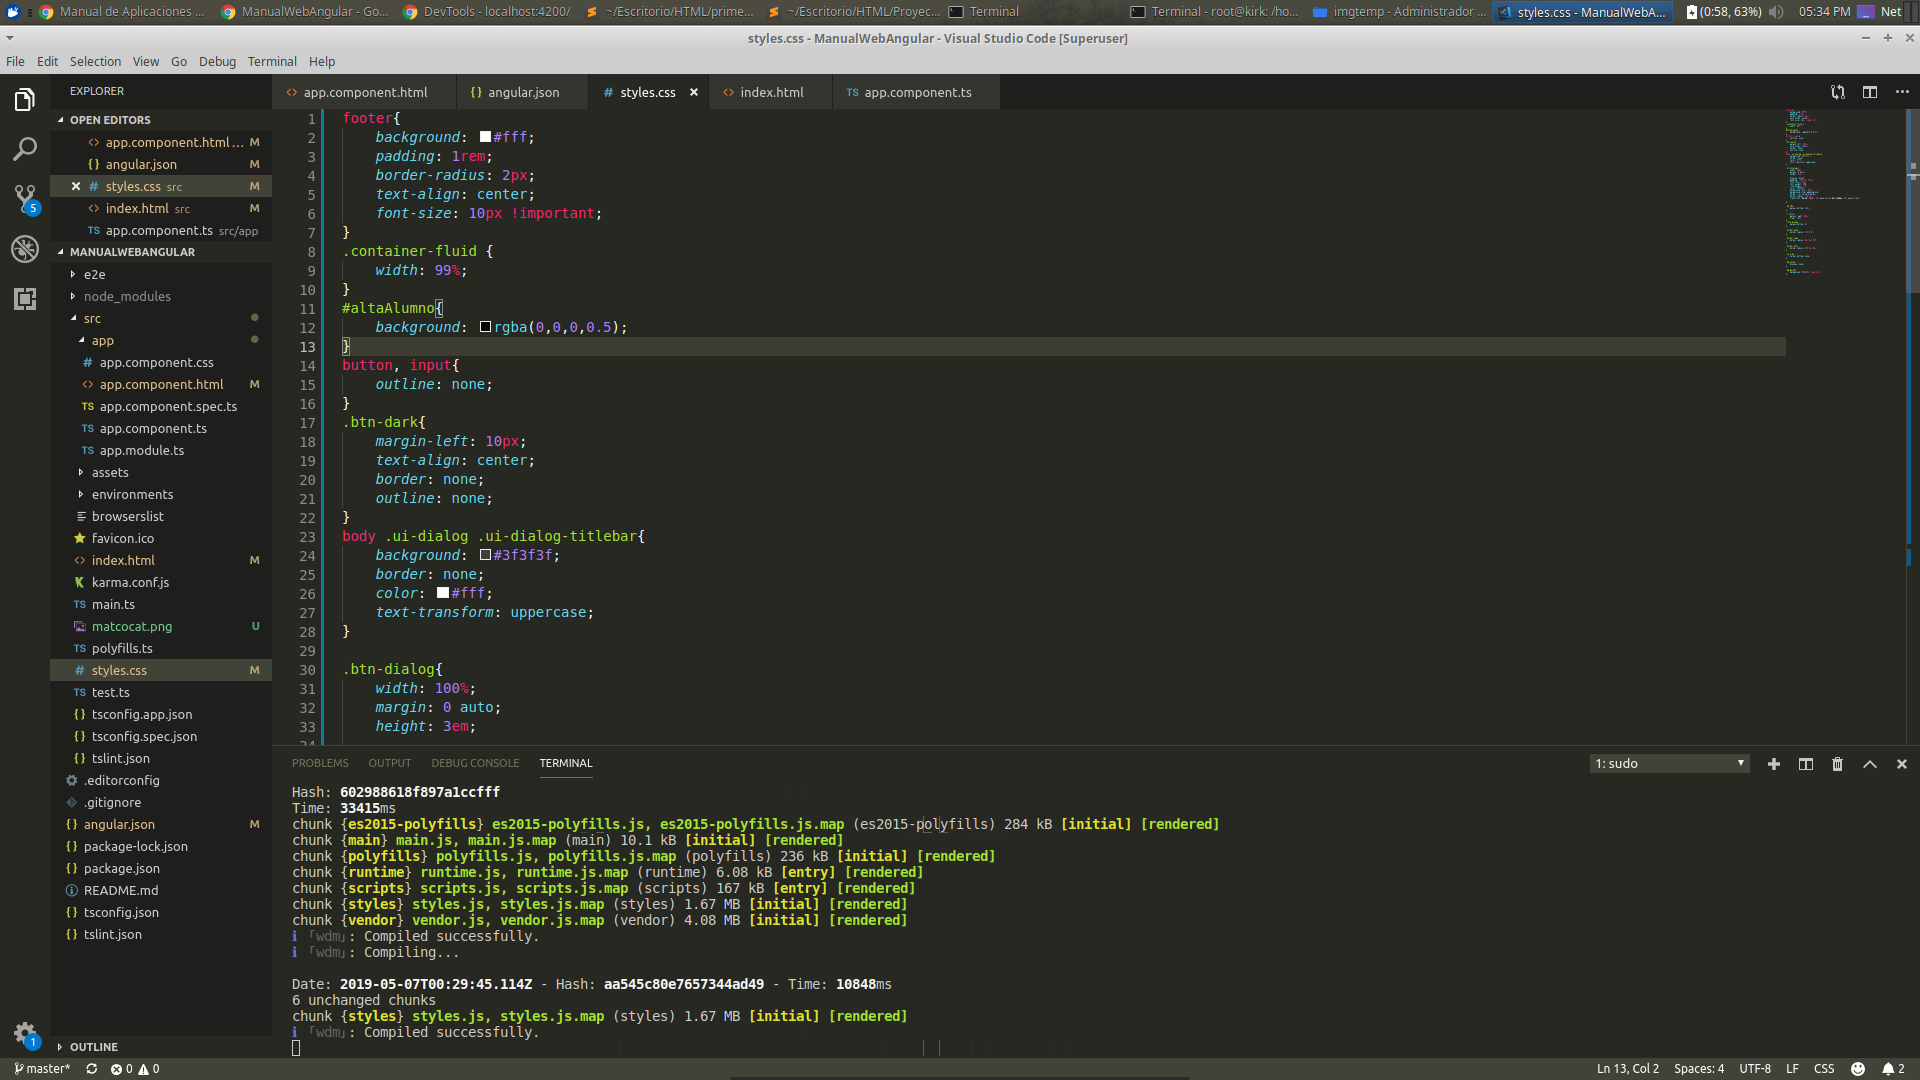 Manual de Aplicaciones ...
ManualWebAngular - Go...
DevTools - localhost:4200/
~/Escritorio/HTML/prime...
~/Escritorio/HTML/Proyec...
Terminal
Terminal - root@kirk: /ho...
imgtemp - Administrador ...
styles.css - ManualWebA...
(0:58, 63%)
05:34 PM
Net
styles.css - ManualWebAngular - Visual Studio Code [Superuser]
File Edit Selection View Go Debug Terminal Help
EXPLORER
OPEN EDITORS
app.component.html ... M
angular.json M
styles.css src M
index.html src M
app.component.ts src/app
MANUALWEBANGULAR
e2e
node_modules
src
app
app.component.css
app.component.html M
app.component.spec.ts
app.component.ts
app.module.ts
assets
environments
browserslist
favicon.ico
index.html M
karma.conf.js
main.ts
matcocat.png U
polyfills.ts
styles.css M
test.ts
tsconfig.app.json
tsconfig.spec.json
tslint.json
.editorconfig
.gitignore
angular.json M
package-lock.json
package.json
README.md
tsconfig.json
tslint.json
OUTLINE
5
1
app.component.html
angular.json
styles.css
index.html
app.component.ts
1 footer{
2 background: #fff;
3 padding: 1rem;
4 border-radius: 2px;
5 text-align: center;
6 font-size: 10px !important;
7 }
8 .container-fluid {
9 width: 99%;
10 }
11 #altaAlumno{
12 background: rgba(0,0,0,0.5);
13 }
14 button, input{
15 outline: none;
16 }
17 .btn-dark{
18 margin-left: 10px;
19 text-align: center;
20 border: none;
21 outline: none;
22 }
23 body .ui-dialog .ui-dialog-titlebar{
24 background: #3f3f3f;
25 border: none;
26 color: #fff;
27 text-transform: uppercase;
28 }
29
30 .btn-dialog{
31 width: 100%;
32 margin: 0 auto;
33 height: 3em;
34
PROBLEMS OUTPUT DEBUG CONSOLE TERMINAL
1: sudo
Hash: 602988618f897a1ccfff
Time: 33415ms
chunk {es2015-polyfills} es2015-polyfills.js, es2015-polyfills.js.map (es2015-polyfills) 284 kB [initial] [rendered]
chunk {main} main.js, main.js.map (main) 10.1 kB [initial] [rendered]
chunk {polyfills} polyfills.js, polyfills.js.map (polyfills) 236 kB [initial] [rendered]
chunk {runtime} runtime.js, runtime.js.map (runtime) 6.08 kB [entry] [rendered]
chunk {scripts} scripts.js, scripts.js.map (scripts) 167 kB [entry] [rendered]
chunk {styles} styles.js, styles.js.map (styles) 1.67 MB [initial] [rendered]
chunk {vendor} vendor.js, vendor.js.map (vendor) 4.08 MB [initial] [rendered]
ℹ ｢wdm｣: Compiled successfully.
ℹ ｢wdm｣: Compiling...
Date: 2019-05-07T00:29:45.114Z - Hash: aa545c80e7657344ad49 - Time: 10848ms
6 unchanged chunks
chunk {styles} styles.js, styles.js.map (styles) 1.67 MB [initial] [rendered]
ℹ ｢wdm｣: Compiled successfully.
master* 0 0
Ln 13, Col 2 Spaces: 4 UTF-8 LF CSS 2